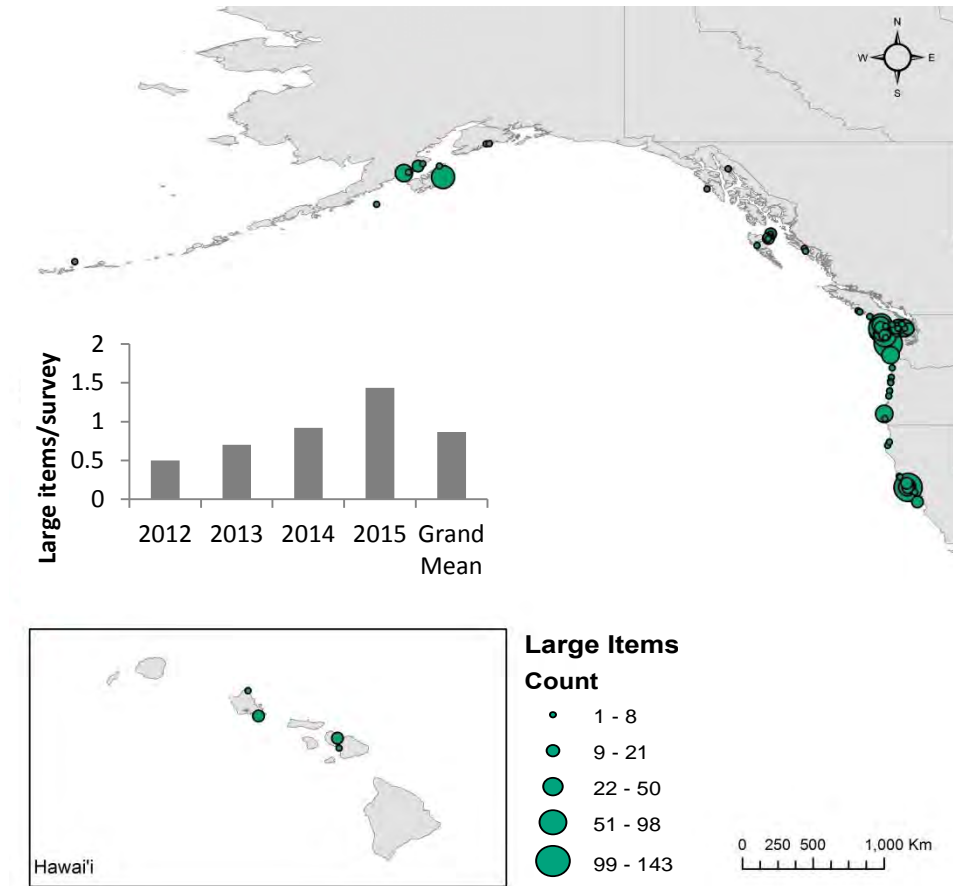 N
W E
S
Large items/survey
2
1.5
1
0.5
0
2012 2013 2014 2015 Grand
Mean
Hawai'i
Large Items
Count
1 - 8
9 - 21
22 - 50
51 - 98
99 - 143
0 250 500 1,000 Km